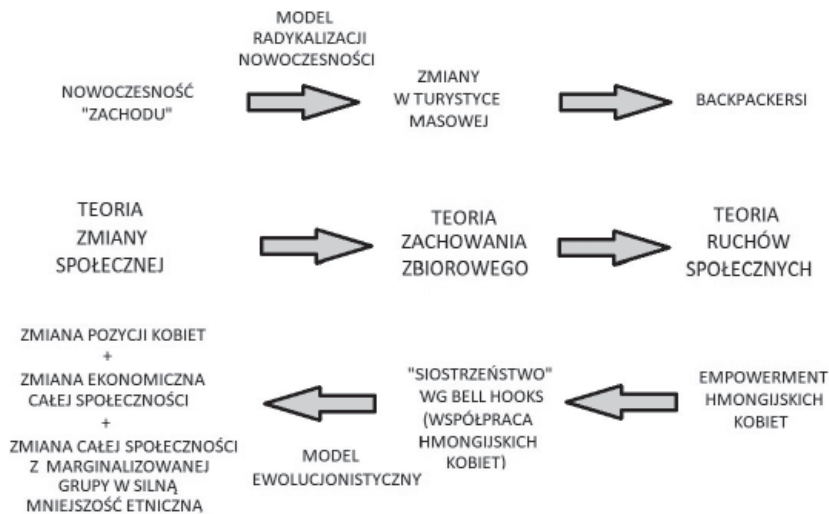 MODEL
RADYKALIZACJI
NOWOCZESNOŚCI
NOWOCZESNOŚĆ
"ZACHODU"
ZMIANY
W TURYSTYCE
MASOWEJ
BACKPACKERSI
TEORIA
ZMIANY
SPOŁECZNEJ
TEORIA
ZACHOWANIA
ZBIOROWEGO
TEORIA
RUCHÓW
SPOŁECZNYCH
ZMIANA POZYCJI KOBIET
+
ZMIANA EKONOMICZNA
CAŁEJ SPOŁECZNOŚCI
+
ZMIANA CAŁEJ SPOŁECZNOŚCI
Z MARGINALIZOWANEJ
GRUPY W SILNĄ
MNIEJSZOŚĆ ETNICZNĄ
MODEL
EWOLUCJONISTYCZNY
"SIOSTRZEŃSTWO"
WG BELL HOOKS
(WSPÓŁPRACA
HMONGIJSKICH
KOBIET)
EMPOWERMENT
HMONGIJSKICH
KOBIET